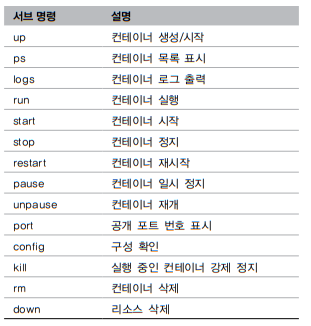 서브 명령 설명
up 컨테이너 생성/시작
ps 컨테이너 목록 표시
logs 컨테이너 로그 출력
run 컨테이너 실행
start 컨테이너 시작
stop 컨테이너 정지
restart 컨테이너 재시작
pause 컨테이너 일시 정지
unpause 컨테이너 재개
port 공개 포트 번호 표시
config 구성 확인
kill 실행 중인 컨테이너 강제 정지
rm 컨테이너 삭제
down 리소스 삭제